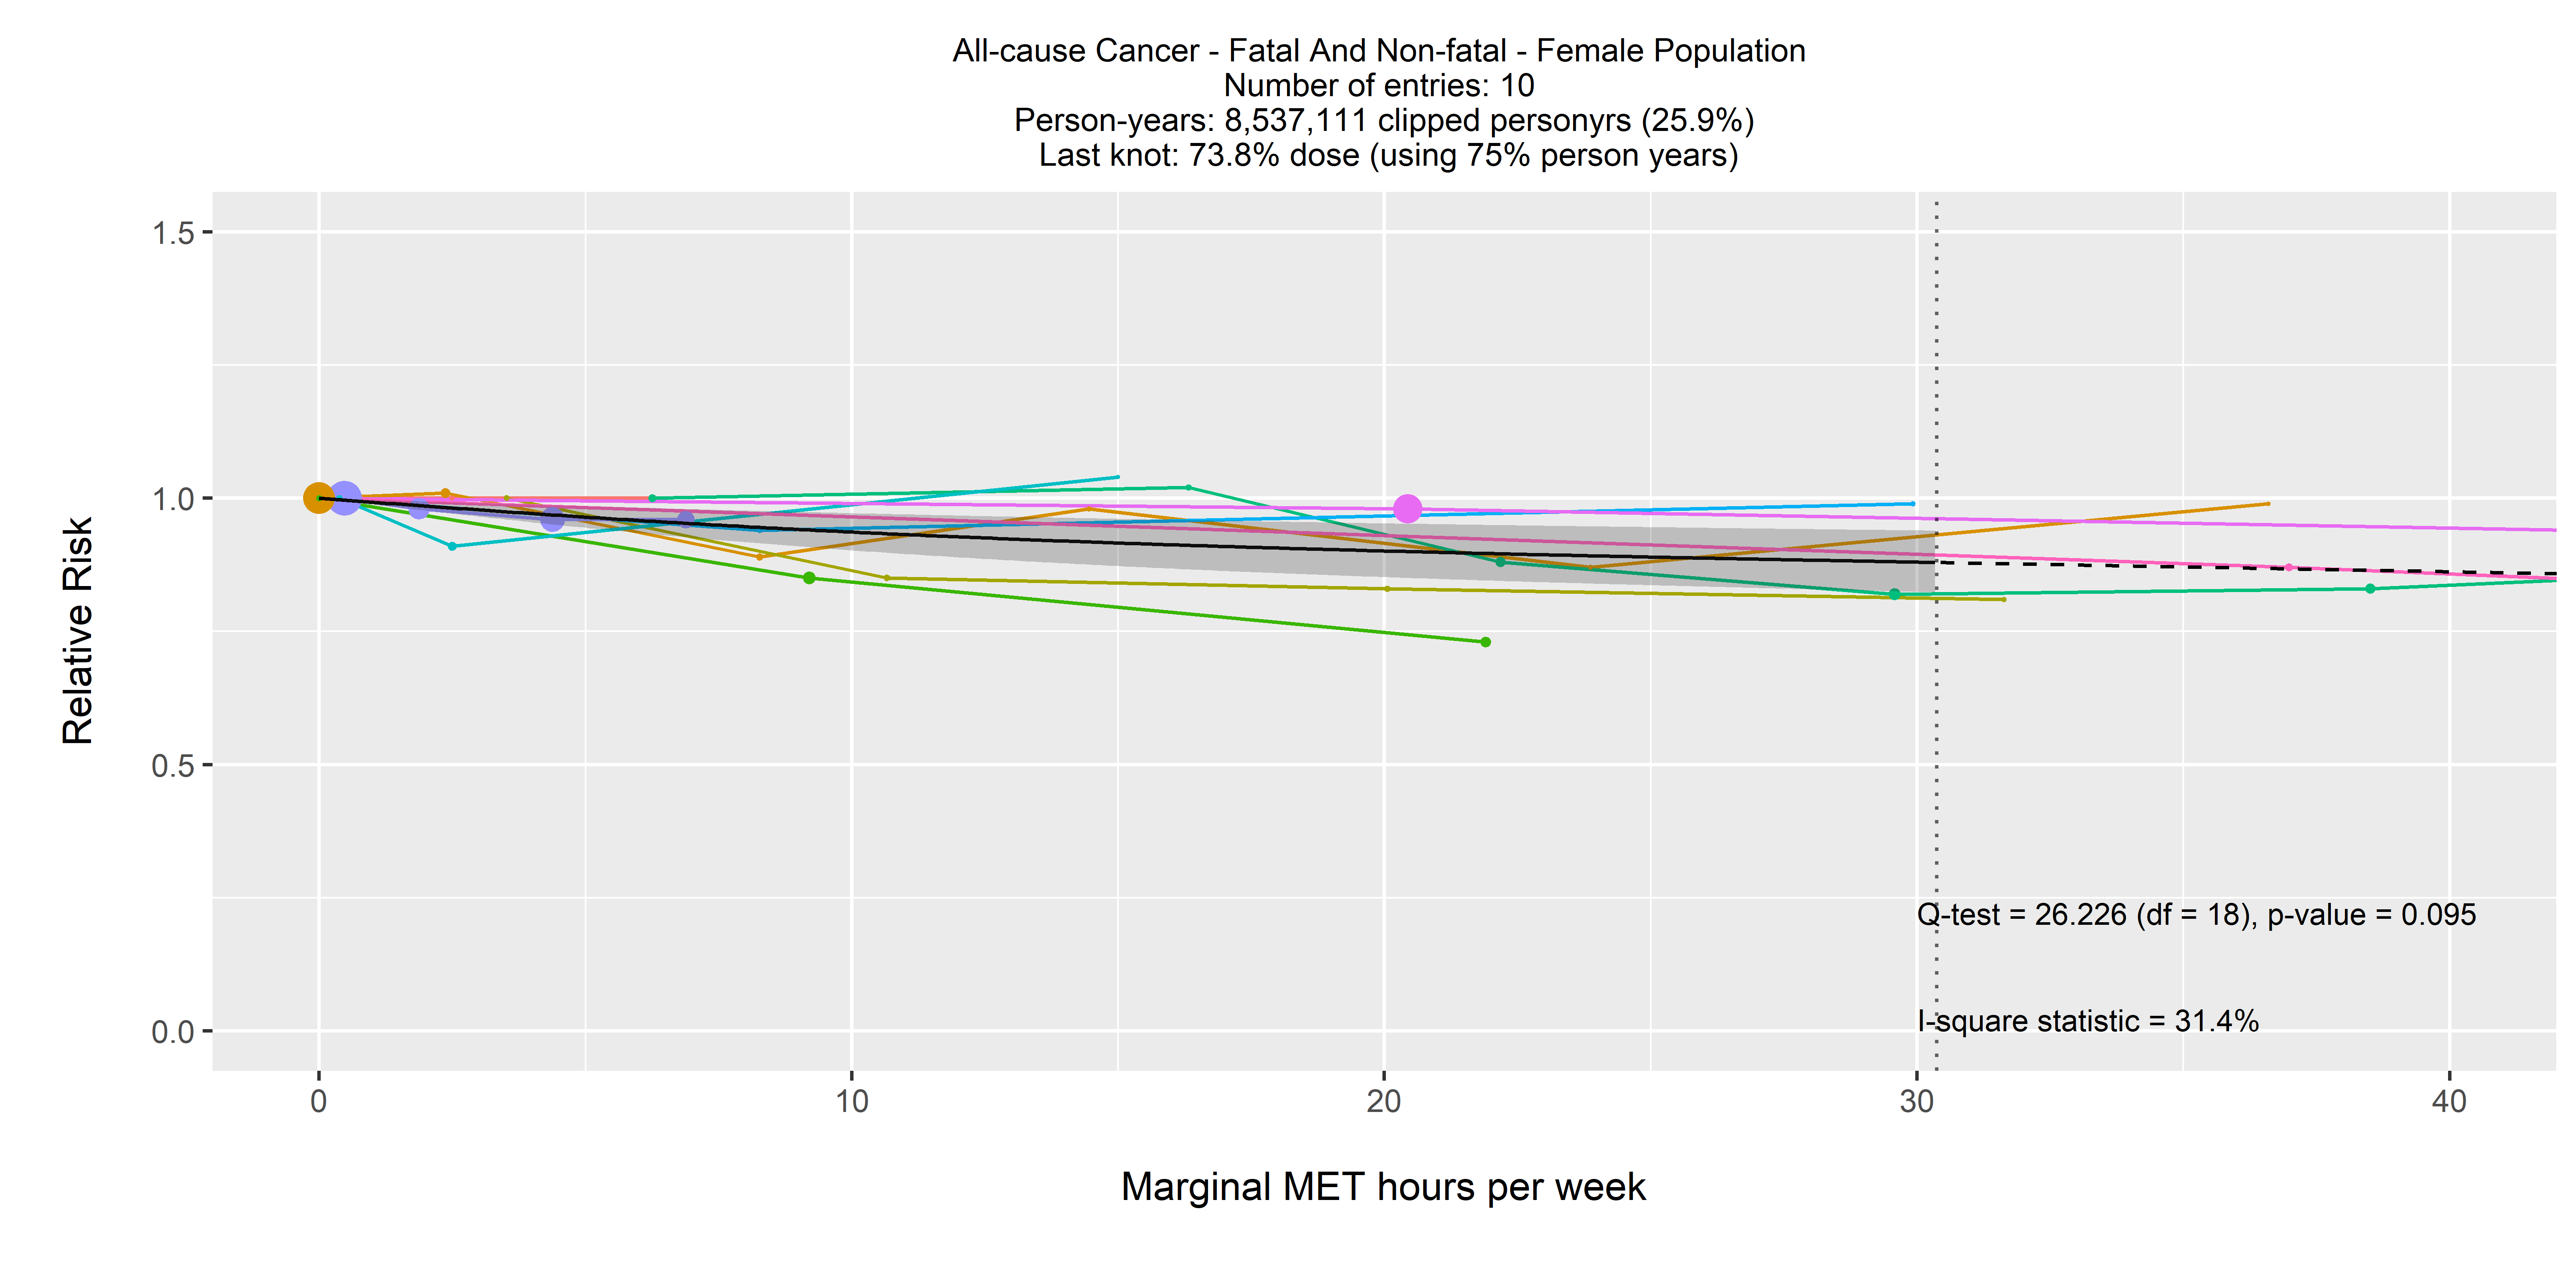 All-cause Cancer - Fatal And Non-fatal - Female Population
Number of entries: 10
Person-years: 8,537,111 clipped personyrs (25.9%)
Last knot: 73.8% dose (using 75% person years)
1.5
1.0
0.5
0.0
Relative Risk
Q-test = 26.226 (df = 18), p-value = 0.095
I-square statistic = 31.4%
0 10 20 30 40
Marginal MET hours per week